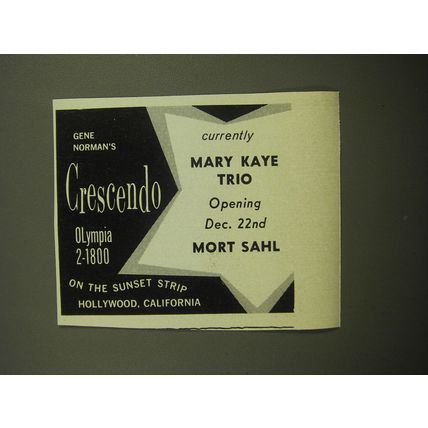 GENE
NORMAN'S
Crescendo
OLympia
2-1800
ON THE SUNSET STRIP
HOLLYWOOD, CALIFORNIA
currently
MARY KAYE
TRIO
Opening
Dec. 22nd
MORT SAHL